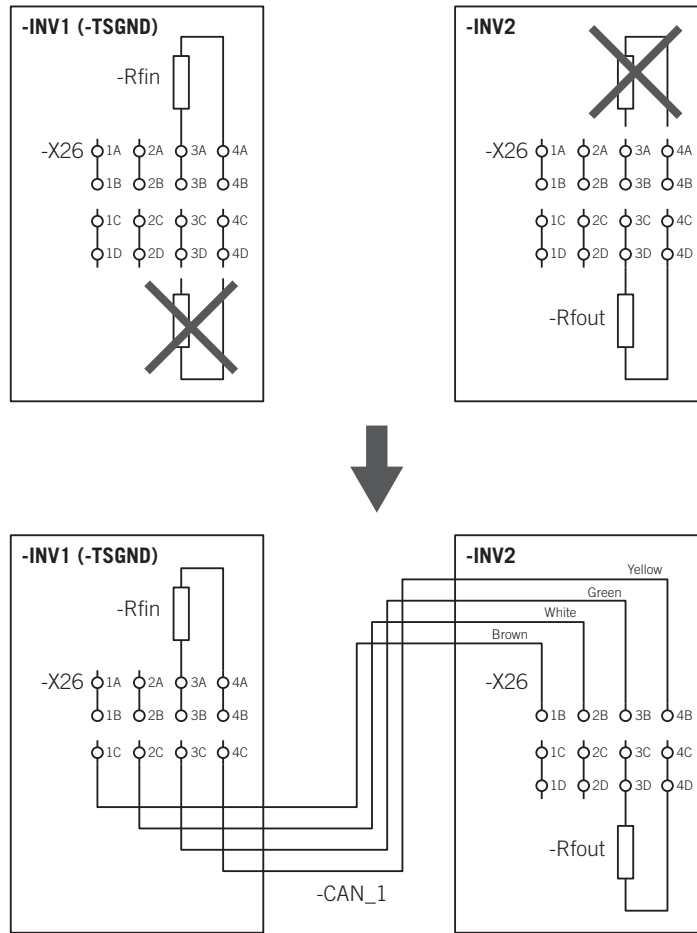 -INV1 (-TSGND)
-Rfin
-X26 1A 2A 3A 4A
1B 2B 3B 4B
1C 2C 3C 4C
1D 2D 3D 4D
-INV2
-X26 1A 2A 3A 4A
1B 2B 3B 4B
1C 2C 3C 4C
1D 2D 3D 4D
-Rfout
-INV1 (-TSGND)
-Rfin
-X26 1A 2A 3A 4A
1B 2B 3B 4B
1C 2C 3C 4C
-CAN_1
-INV2
Yellow
Green
White
Brown
-X26
1B 2B 3B 4B
1C 2C 3C 4C
1D 2D 3D 4D
-Rfout